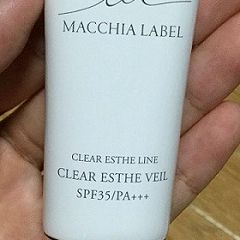 MACCHIA LABEL
CLEAR ESTHE LINE
CLEAR ESTHE VEIL
SPF35/PA+++